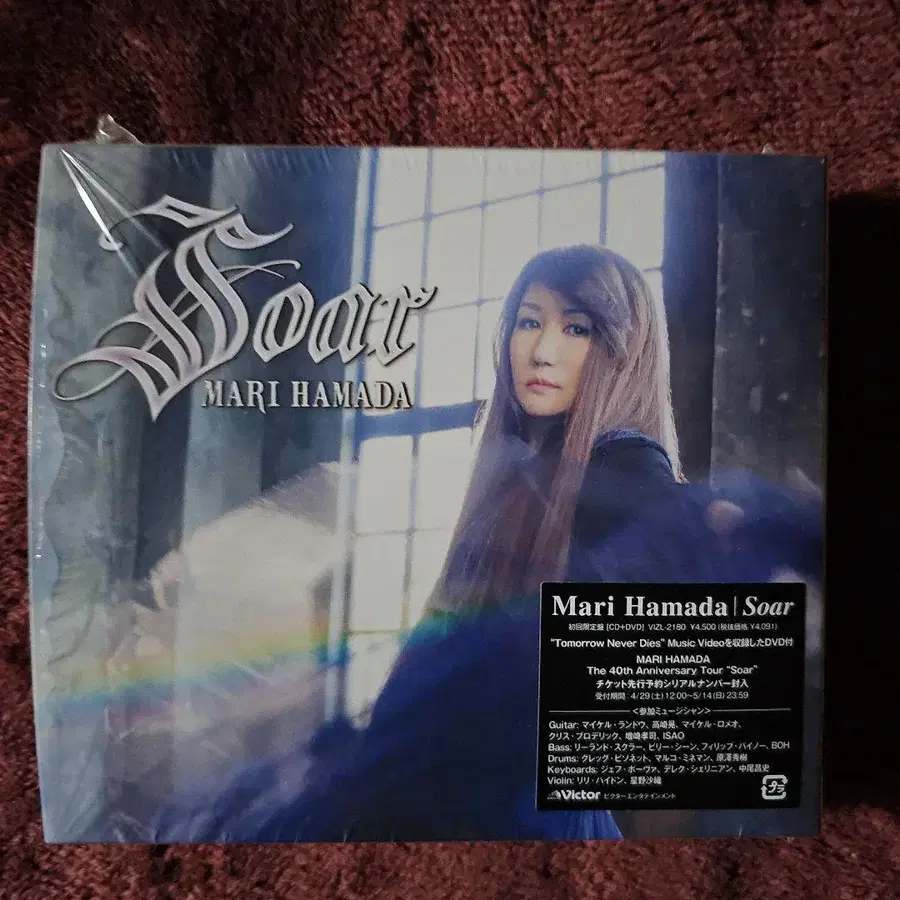 Soar
MARI HAMADA
Mari Hamada | Soar
初回限定盤 [CD+DVD] VIZL-2180 ¥4,500 (税抜価格 ¥4,091)
"Tomorrow Never Dies" Music Videoを収録したDVD付
MARI HAMADA
The 40th Anniversary Tour "Soar"
チケット先行予約シリアルナンバー封入
受付期間：4/29(土)12:00~5/14(日)23:59
<参加ミュージシャン>
Guitar: マイケル・ランドウ、高崎晃、マイケル・ロメオ、
クリス・ブロデリック、増崎孝司、ISAO
Bass: リーランド・スクラー、ビリー・シーン、フィリップ・バイノー、BOH
Drums: グレッグ・ビソネット、マルコ・ミネマン、原澤秀樹
Keyboards: ジェフ・ボーヴァ、デレク・シェリニアン、中尾昌史
Violin: リリ・ハイドン、星野沙織
Victor ビクターエンタテインメント
プラ